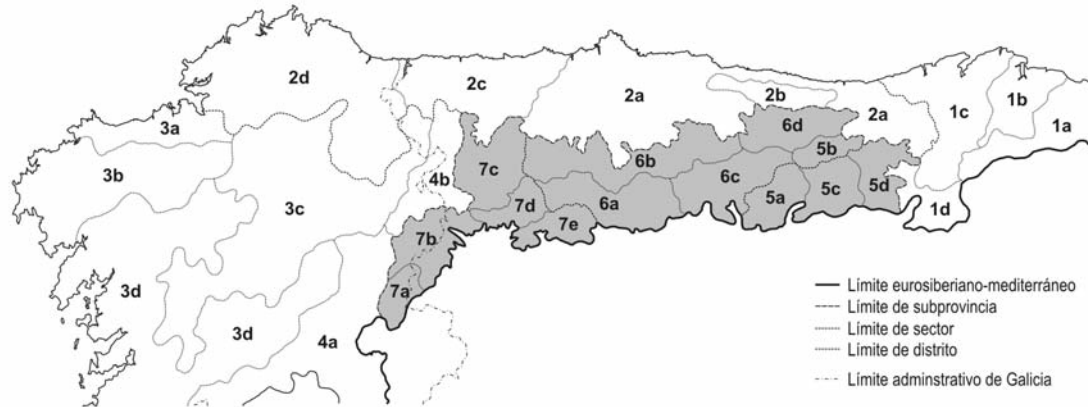 2d
2c
2a
2b
2a
1c
1b
1a
3a
6d
5b
3b
4b
7c
6b
6c
5d
3c
7d
6a
5a
5c
1d
7b
7e
3d
7a
3d
4a
Límite eurosiberiano-mediterráneo
Límite de subprovincia
Límite de sector
Límite de distrito
Límite adminstrativo de Galicia